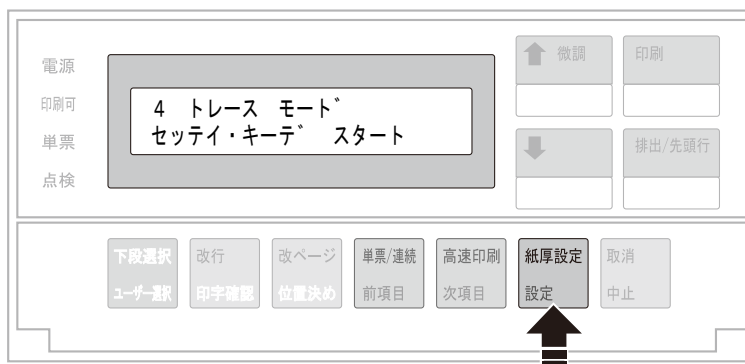 電源
印刷可
単票
点検
4 トレース モード
セッテイ・キーデ スタート
微調
印刷
排出/先頭行
下段選択
ユーザー選択
改行
印字確認
改ページ
位置決め
単票/連続
前項目
高速印刷
次項目
紙厚設定
設定
取消
中止